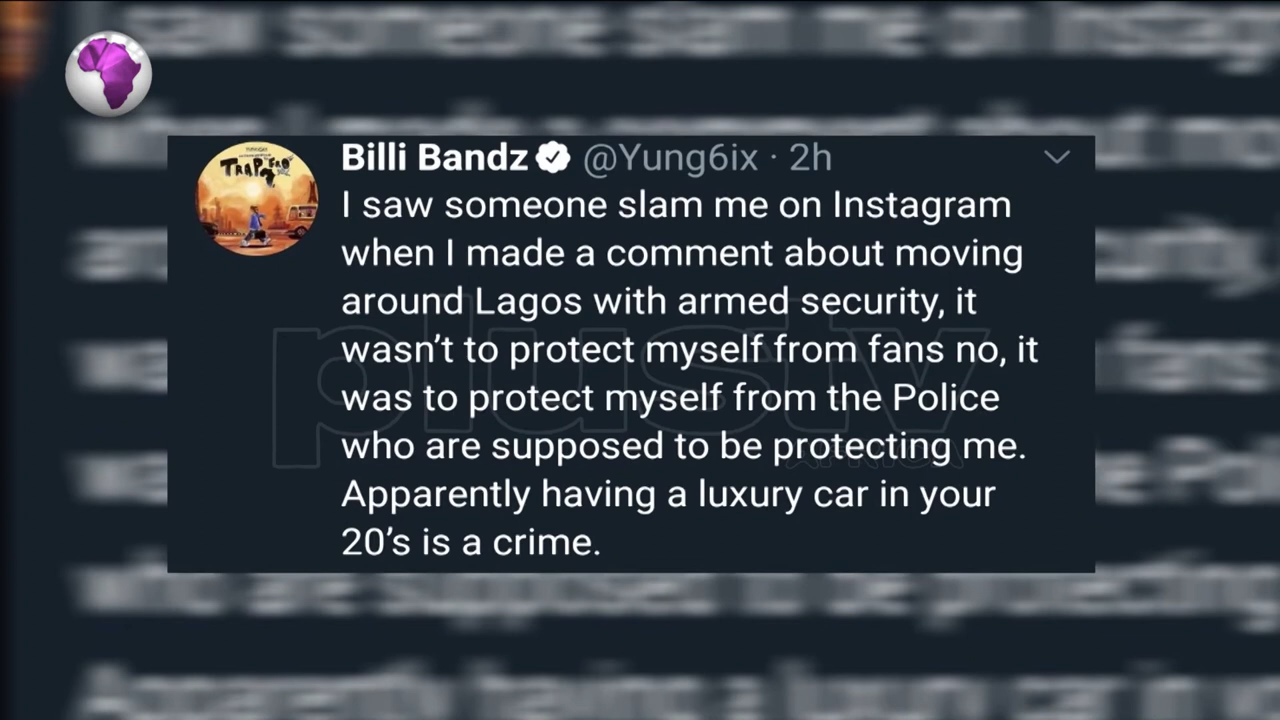 Billi Bandz @Yung6ix · 2h
I saw someone slam me on Instagram
when I made a comment about moving
around Lagos with armed security, it
wasn't to protect myself from fans no, it
was to protect myself from the Police
who are supposed to be protecting me.
Apparently having a luxury car in your
20's is a crime.
plustv
AFRICA